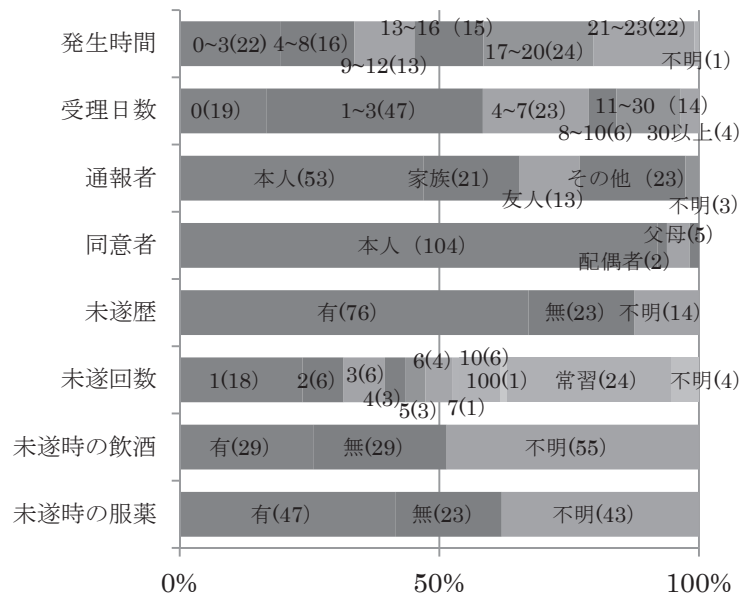 発生時間 0~3(22) 4~8(16) 9~12(13) 13~16（15） 17~20(24) 21~23(22) 不明(1)
受理日数 0(19) 1~3(47) 4~7(23) 8~10(6) 11~30（14） 30以上(4)
通報者 本人(53) 家族(21) 友人(13) その他（23） 不明(3)
同意者 本人（104） 配偶者(2) 父母(5)
未遂歴 有(76) 無(23) 不明(14)
未遂回数 1(18) 2(6) 3(6) 4(3) 5(3) 6(4) 7(1) 10(6) 100(1) 常習(24) 不明(4)
未遂時の飲酒 有(29) 無(29) 不明(55)
未遂時の服薬 有(47) 無(23) 不明(43)
0% 50% 100%